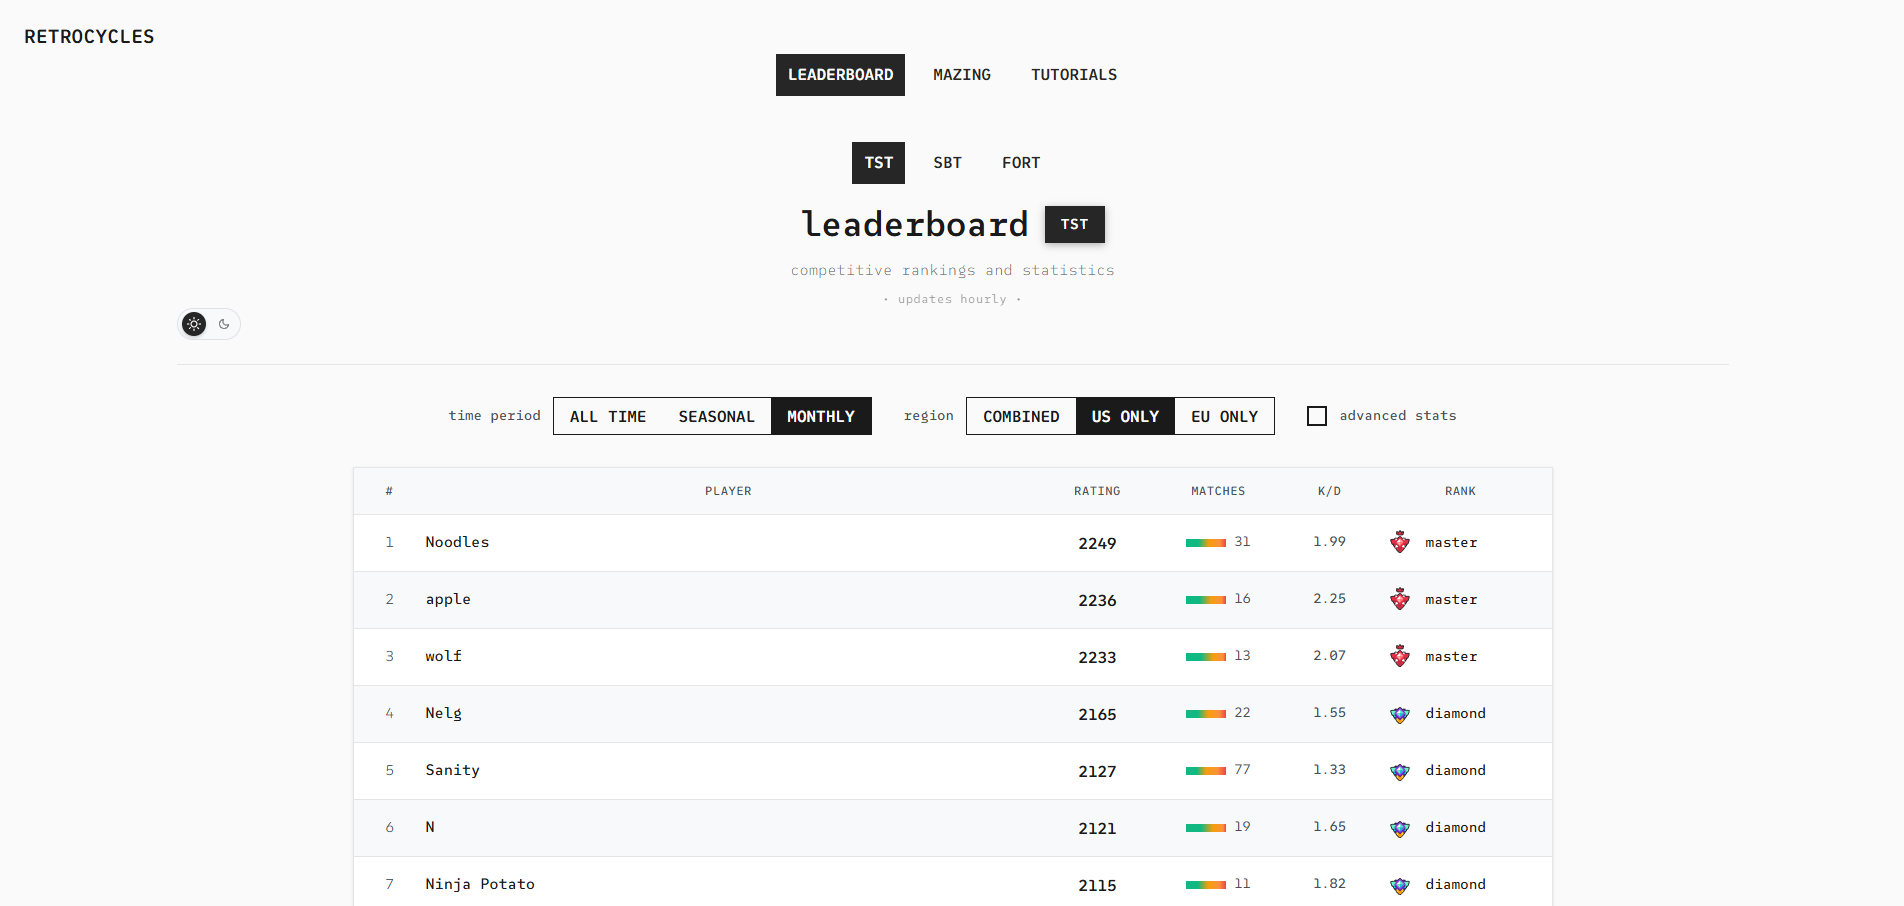 RETROCYCLES
LEADERBOARD MAZING TUTORIALS
TST SBT FORT
leaderboard TST
competitive rankings and statistics
· updates hourly ·
time period ALL TIME SEASONAL MONTHLY region COMBINED US ONLY EU ONLY advanced stats
# PLAYER RATING MATCHES K/D RANK
1 Noodles 2249 31 1.99 master
2 apple 2236 16 2.25 master
3 wolf 2233 13 2.07 master
4 Nelg 2165 22 1.55 diamond
5 Sanity 2127 77 1.33 diamond
6 N 2121 19 1.65 diamond
7 Ninja Potato 2115 11 1.82 diamond